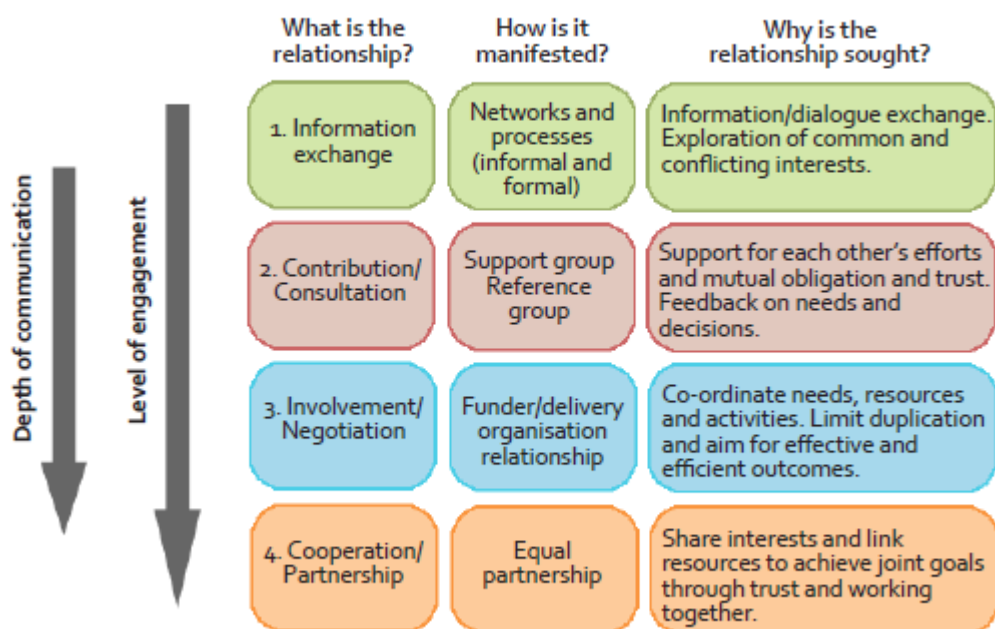 What is the
relationship?
How is it
manifested?
Why is the
relationship sought?
Depth of communication
Level of engagement
1. Information
exchange
Networks and
processes
(informal and
formal)
Information/dialogue exchange.
Exploration of common and
conflicting interests.
2. Contribution/
Consultation
Support group
Reference
group
Support for each other's efforts
and mutual obligation and trust.
Feedback on needs and
decisions.
3. Involvement/
Negotiation
Funder/delivery
organisation
relationship
Co-ordinate needs, resources
and activities. Limit duplication
and aim for effective and
efficient outcomes.
4. Cooperation/
Partnership
Equal
partnership
Share interests and link
resources to achieve joint goals
through trust and working
together.